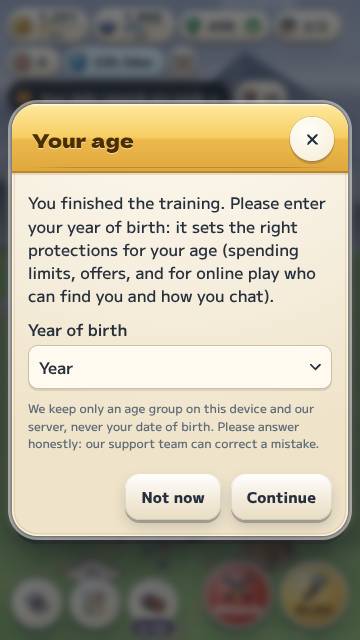 Your age
You finished the training. Please enter
your year of birth: it sets the right
protections for your age (spending
limits, offers, and for online play who
can find you and how you chat).
Year of birth
Year
We keep only an age group on this device and our
server, never your date of birth. Please answer
honestly: our support team can correct a mistake.
Not now
Continue